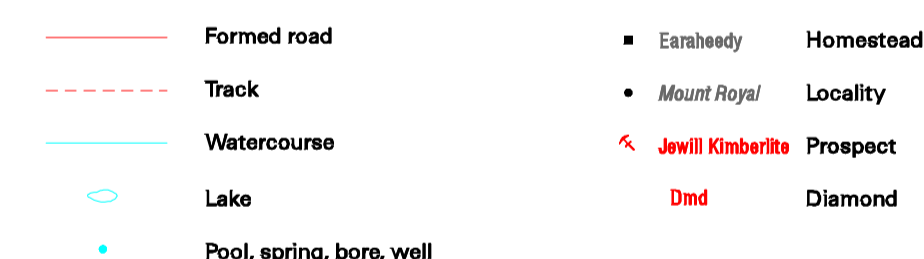 Formed road
Track
Watercourse
Lake
Pool, spring, bore, well
Earaheedy Homestead
Mount Royal Locality
Jewill Kimberlite Prospect
Dmd Diamond